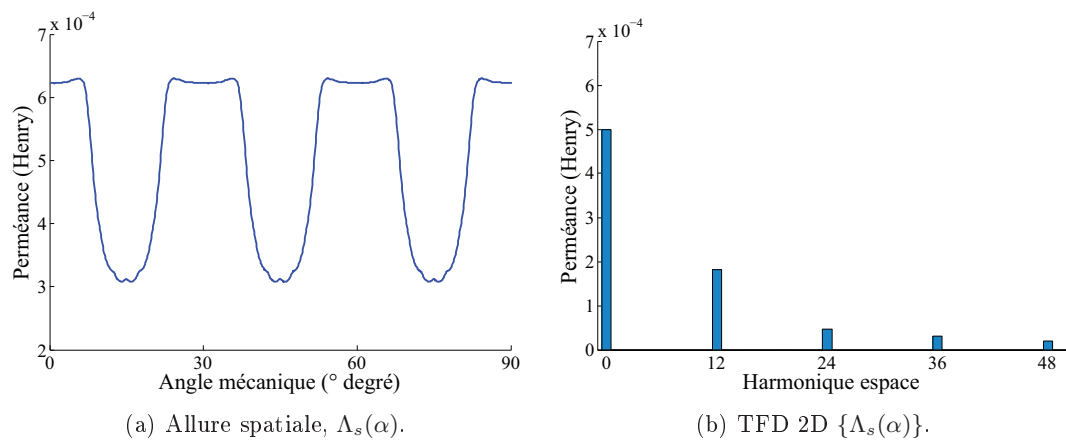 x 10⁻⁴
7
6
5
4
3
2
Perméance (Henry)
0 30 60 90
Angle mécanique (° degré)
(a) Allure spatiale, Λₛ(α).
x 10⁻⁴
7
6
5
4
3
2
1
0
Perméance (Henry)
0 12 24 36 48
Harmonique espace
(b) TFD 2D {Λₛ(α)}.